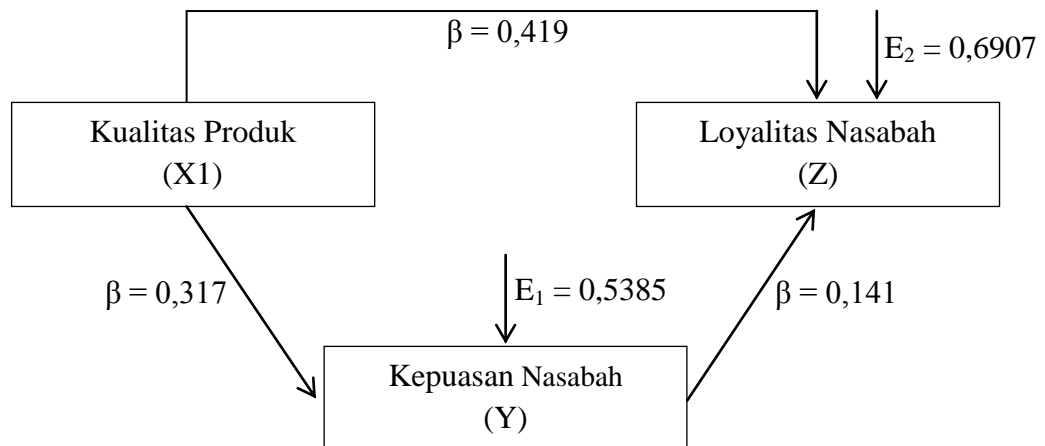 β = 0,419
E₂ = 0,6907
Kualitas Produk
(X1)
Loyalitas Nasabah
(Z)
β = 0,317
E₁ = 0,5385
β = 0,141
Kepuasan Nasabah
(Y)